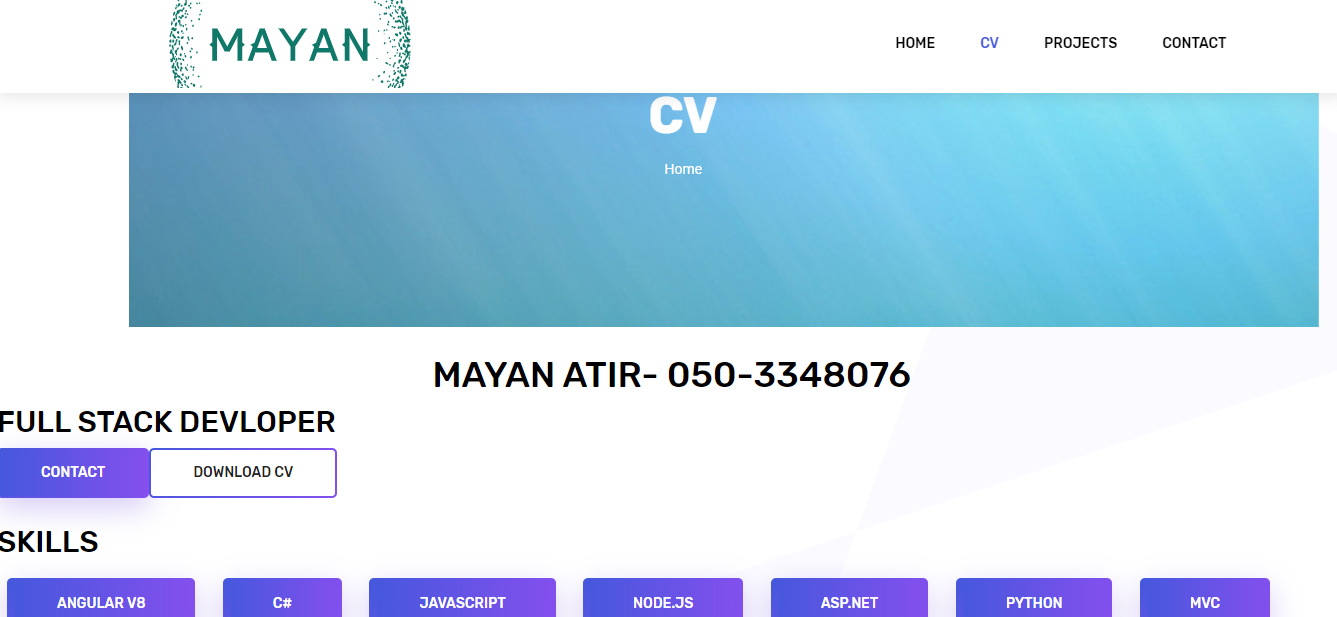 MAYAN
HOME CV PROJECTS CONTACT
CV
Home
MAYAN ATIR- 050-3348076
FULL STACK DEVLOPER
CONTACT DOWNLOAD CV
SKILLS
ANGULAR V8 C# JAVASCRIPT NODE.JS ASP.NET PYTHON MVC